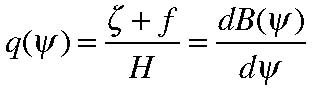 q(ψ) = (ζ + f) / H = dB(ψ) / dψ